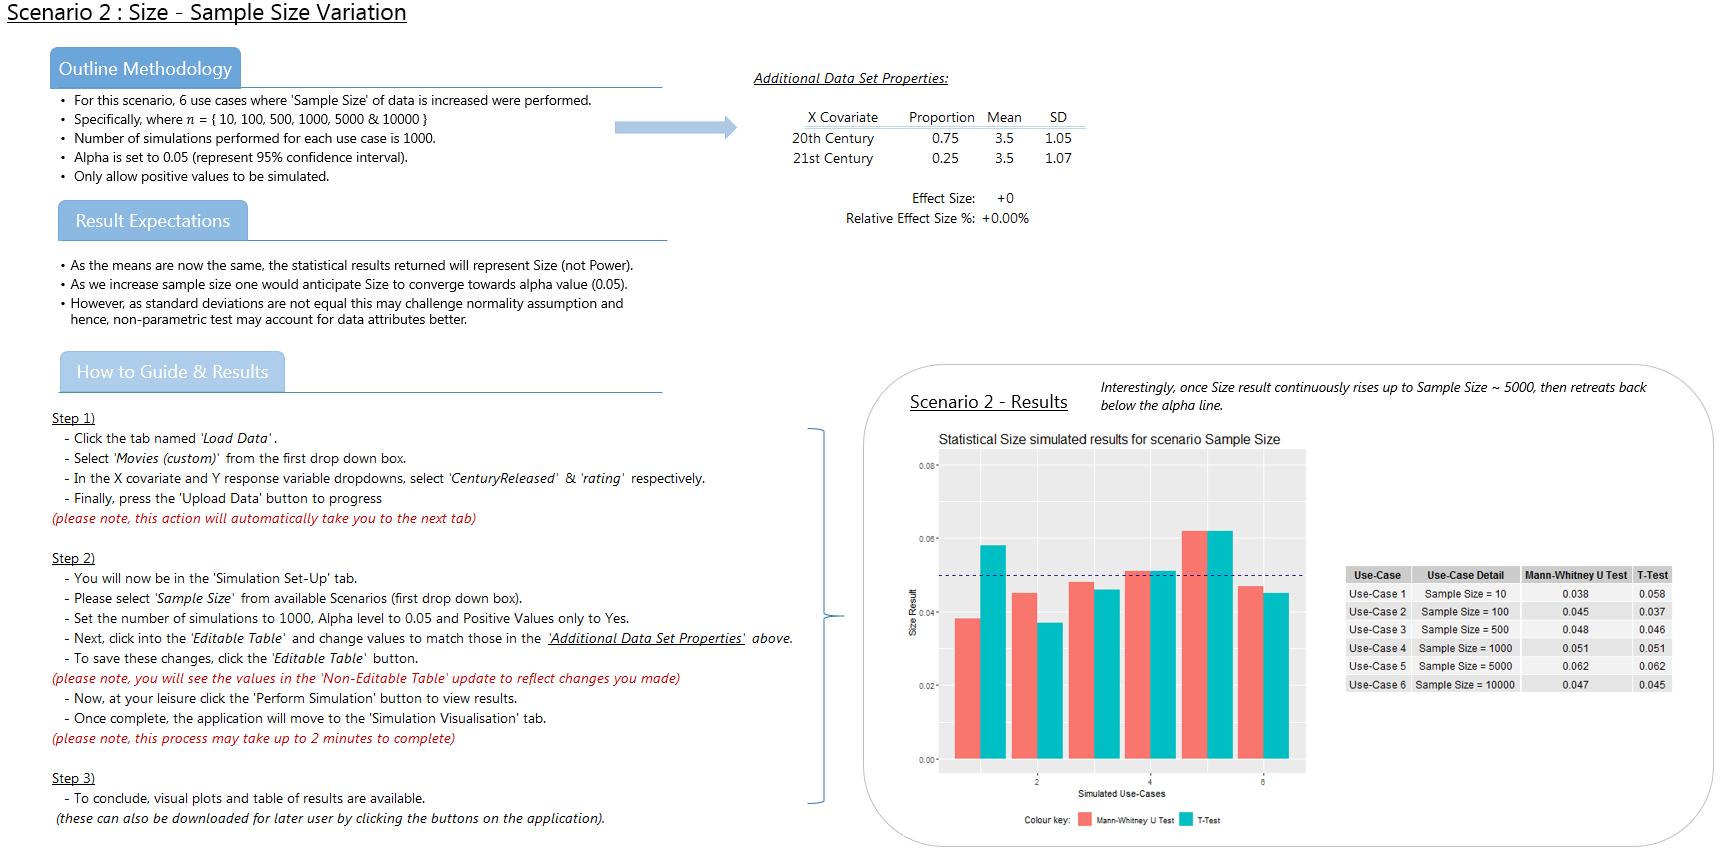 Scenario 2 : Size - Sample Size Variation
Outline Methodology
• For this scenario, 6 use cases where 'Sample Size' of data is increased were performed.
• Specifically, where n = { 10, 100, 500, 1000, 5000 & 10000 }
• Number of simulations performed for each use case is 1000.
• Alpha is set to 0.05 (represent 95% confidence interval).
• Only allow positive values to be simulated.
Additional Data Set Properties:
X Covariate Proportion Mean SD
20th Century 0.75 3.5 1.05
21st Century 0.25 3.5 1.07
Effect Size: +0
Relative Effect Size %: +0.00%
Result Expectations
• As the means are now the same, the statistical results returned will represent Size (not Power).
• As we increase sample size one would anticipate Size to converge towards alpha value (0.05).
• However, as standard deviations are not equal this may challenge normality assumption and
hence, non-parametric test may account for data attributes better.
How to Guide & Results
Step 1)
- Click the tab named 'Load Data'.
- Select 'Movies (custom)' from the first drop down box.
- In the X covariate and Y response variable dropdowns, select 'CenturyReleased' & 'rating' respectively.
- Finally, press the 'Upload Data' button to progress
(please note, this action will automatically take you to the next tab)
Step 2)
- You will now be in the 'Simulation Set-Up' tab.
- Please select 'Sample Size' from available Scenarios (first drop down box).
- Set the number of simulations to 1000, Alpha level to 0.05 and Positive Values only to Yes.
- Next, click into the 'Editable Table' and change values to match those in the 'Additional Data Set Properties' above.
- To save these changes, click the 'Editable Table' button.
(please note, you will see the values in the 'Non-Editable Table' update to reflect changes you made)
- Now, at your leisure click the 'Perform Simulation' button to view results.
- Once complete, the application will move to the 'Simulation Visualisation' tab.
(please note, this process may take up to 2 minutes to complete)
Step 3)
- To conclude, visual plots and table of results are available.
(these can also be downloaded for later user by clicking the buttons on the application).
Scenario 2 - Results
Interestingly, once Size result continuously rises up to Sample Size ~ 5000, then retreats back
below the alpha line.
Statistical Size simulated results for scenario Sample Size
0.08
0.06
0.04
0.02
0.00
Size Result
2 4 6
Simulated Use-Cases
Colour key: Mann-Whitney U Test T-Test
Use-Case Use-Case Detail Mann-Whitney U Test T-Test
Use-Case 1 Sample Size = 10 0.038 0.058
Use-Case 2 Sample Size = 100 0.045 0.037
Use-Case 3 Sample Size = 500 0.048 0.046
Use-Case 4 Sample Size = 1000 0.051 0.051
Use-Case 5 Sample Size = 5000 0.062 0.062
Use-Case 6 Sample Size = 10000 0.047 0.045